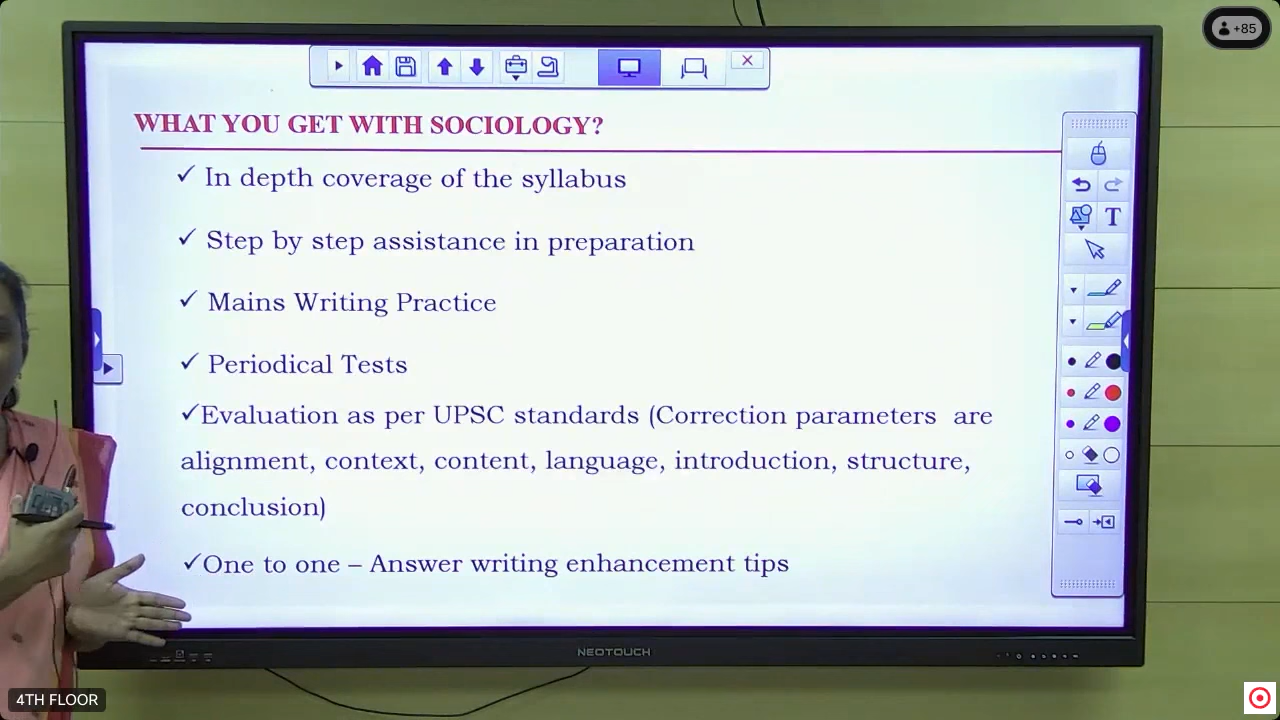 +85
WHAT YOU GET WITH SOCIOLOGY?
✓ In depth coverage of the syllabus
✓ Step by step assistance in preparation
✓ Mains Writing Practice
✓ Periodical Tests
✓Evaluation as per UPSC standards (Correction parameters are
alignment, context, content, language, introduction, structure,
conclusion)
✓One to one – Answer writing enhancement tips
T
NEOTOUCH
4TH FLOOR